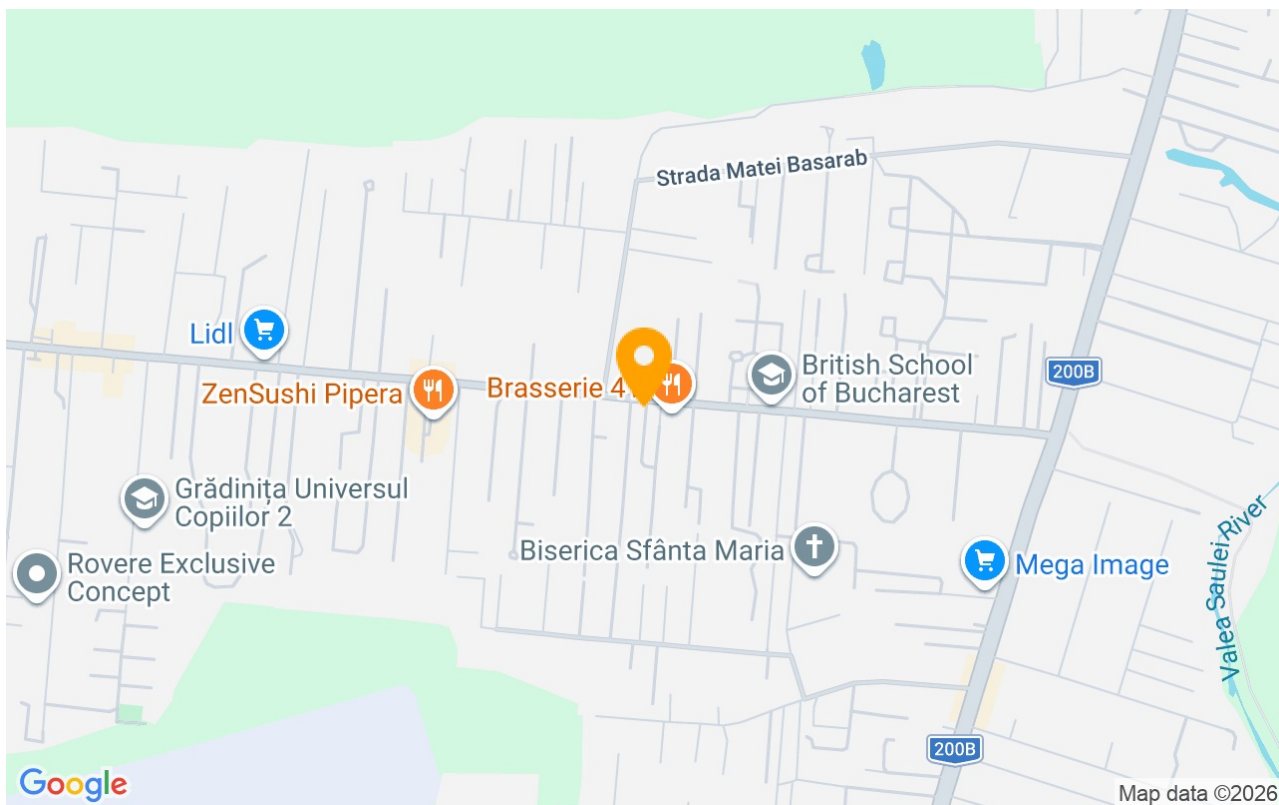 Strada Matei Basarab
Lidl
ZenSushi Pipera
Brasserie 4
British School
of Bucharest
200B
Grădinița Universul
Copiilor 2
Biserica Sfânta Maria
Rovere Exclusive
Concept
Mega Image
Valea Saulei River
200B
Google
Map data ©2026